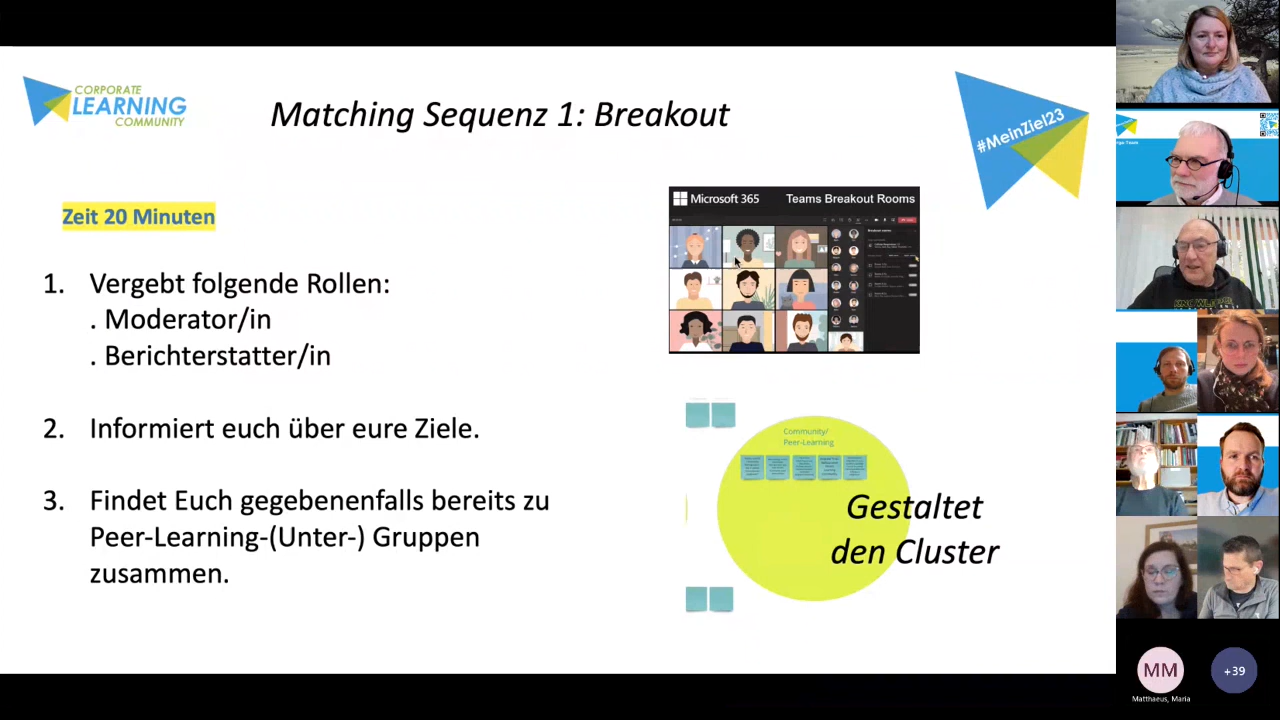 CORPORATE
LEARNING
COMMUNITY
Matching Sequenz 1: Breakout
#MeinZiel23
Zeit 20 Minuten
1. Vergebt folgende Rollen:
. Moderator/in
. Berichterstatter/in
2. Informiert euch über eure Ziele.
3. Findet Euch gegebenenfalls bereits zu
Peer-Learning-(Unter-) Gruppen
zusammen.
Microsoft 365
Teams Breakout Rooms
Community/
Peer-Learning
Gestaltet
den Cluster
MM
+39
Matthaeus, Maria